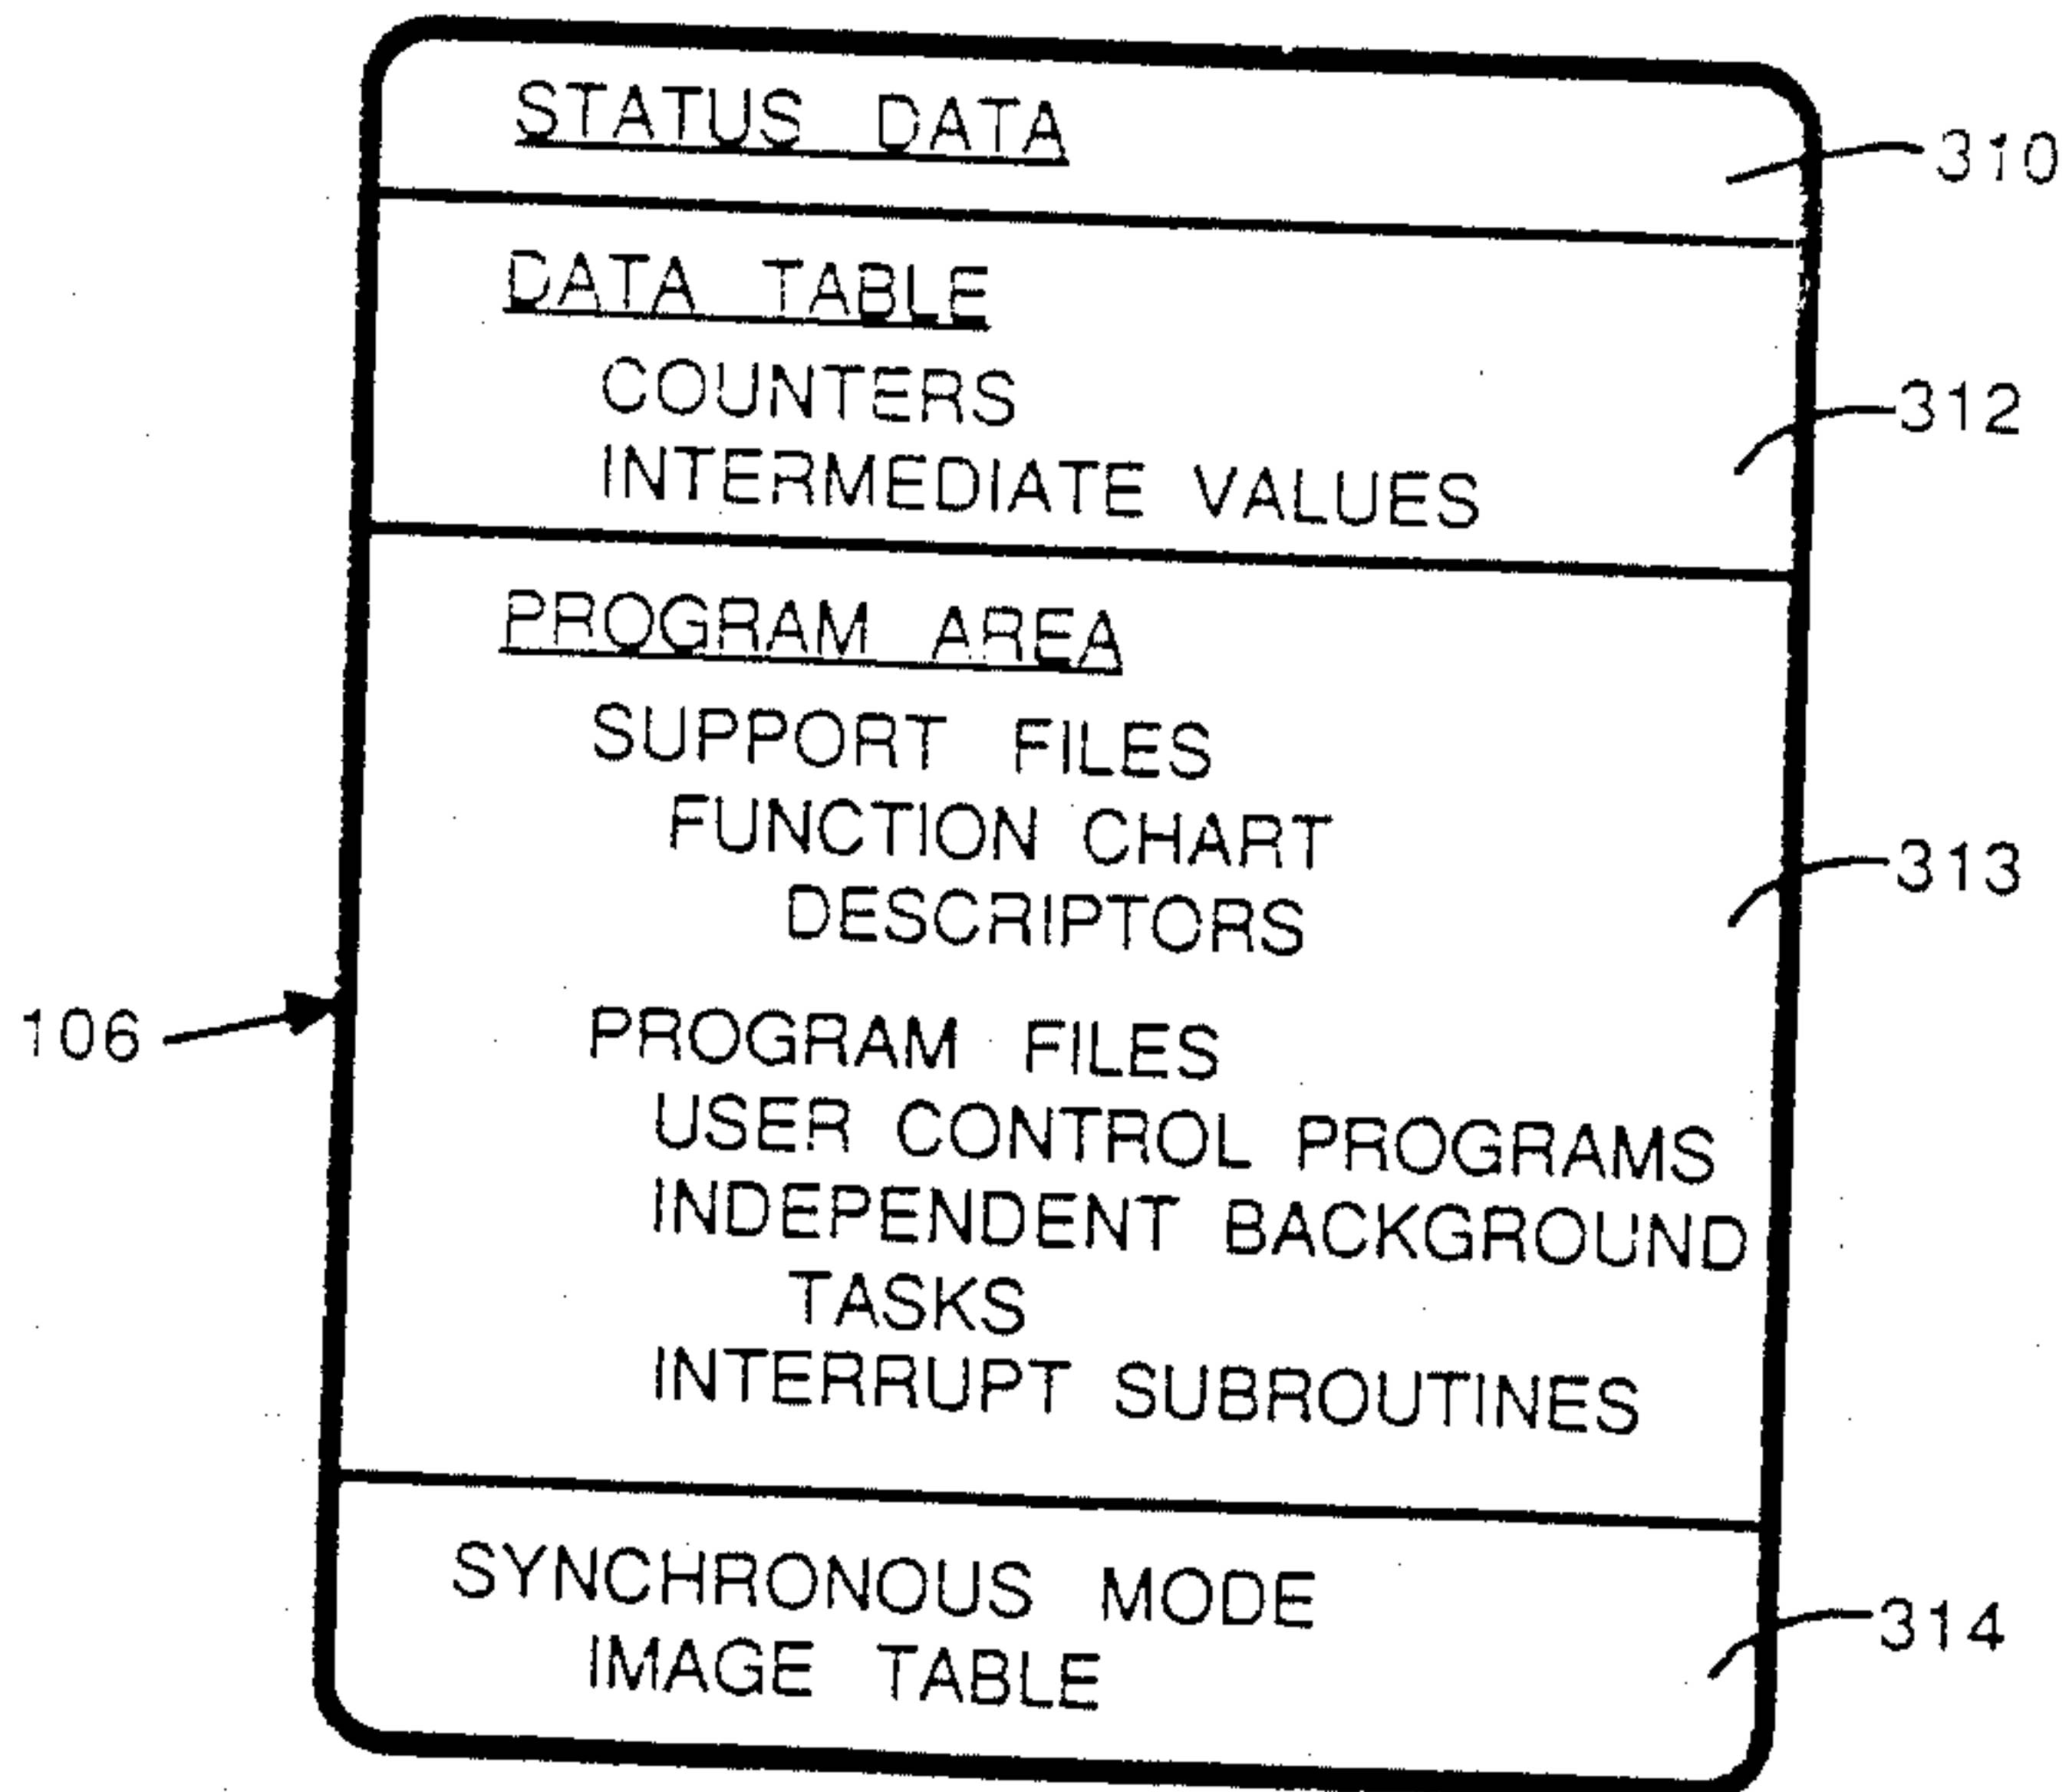 STATUS DATA
310
DATA TABLE
COUNTERS
312
INTERMEDIATE VALUES
PROGRAM AREA
SUPPORT FILES
FUNCTION CHART
313
DESCRIPTORS
106
PROGRAM FILES
USER CONTROL PROGRAMS
INDEPENDENT BACKGROUND
TASKS
INTERRUPT SUBROUTINES
SYNCHRONOUS MODE
314
IMAGE TABLE